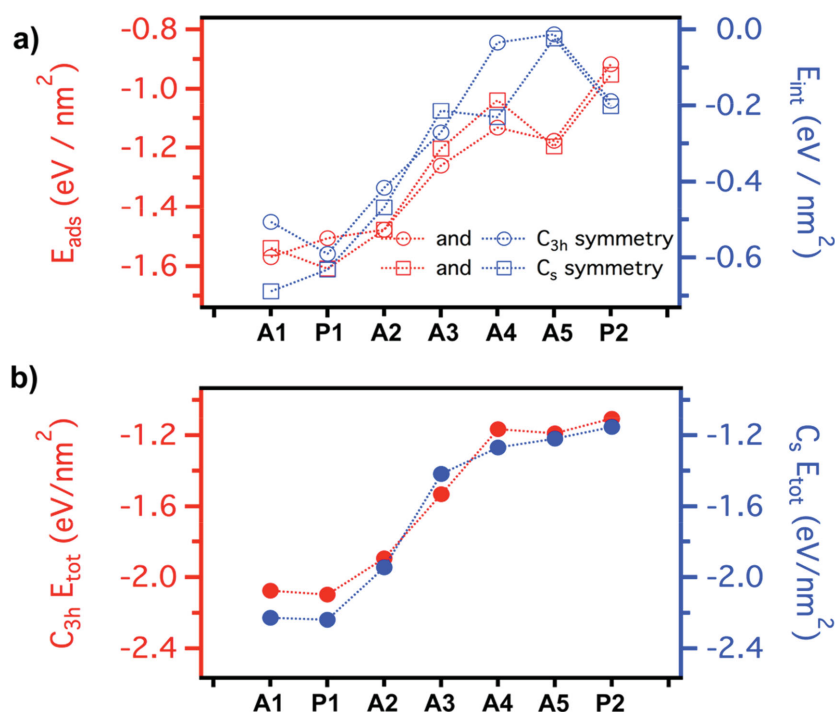 a)
-0.8
-1.0
-1.2
-1.4
-1.6
E_ads (eV / nm^2)
0.0
-0.2
-0.4
-0.6
E_int (eV / nm^2)
and C_3h symmetry
and C_s symmetry
A1 P1 A2 A3 A4 A5 P2
b)
-1.2
-1.6
-2.0
-2.4
C_3h E_tot (eV/nm^2)
-1.2
-1.6
-2.0
-2.4
C_s E_tot (eV/nm^2)
A1 P1 A2 A3 A4 A5 P2